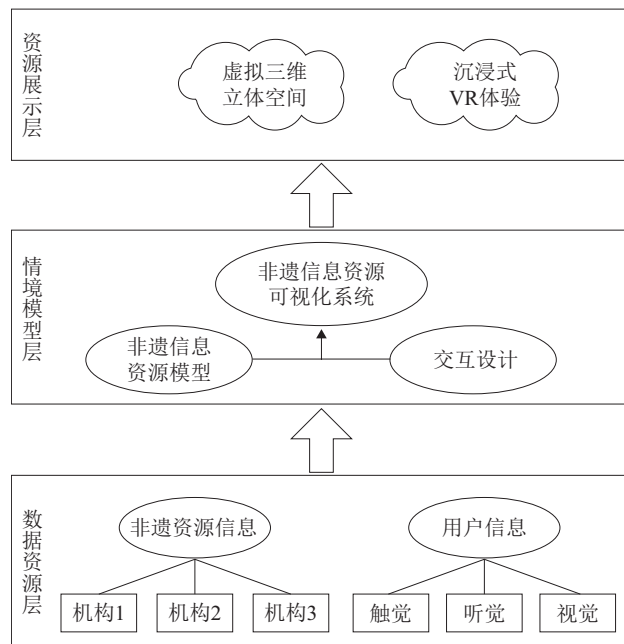 资源展示层
虚拟三维
立体空间
沉浸式
VR体验
情境模型层
非遗信息资源
可视化系统
非遗信息
资源模型
交互设计
数据资源层
非遗资源信息
用户信息
机构1
机构2
机构3
触觉
听觉
视觉